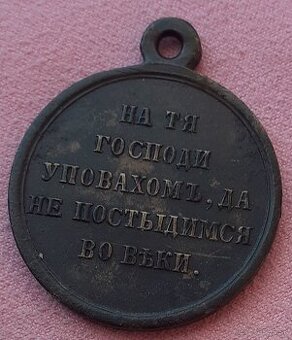 НА ТЯ
ГОСПОДИ
УПОВАХОМЪ, ДА
НЕ ПОСТЫДИМСЯ
ВО ВѢКИ.